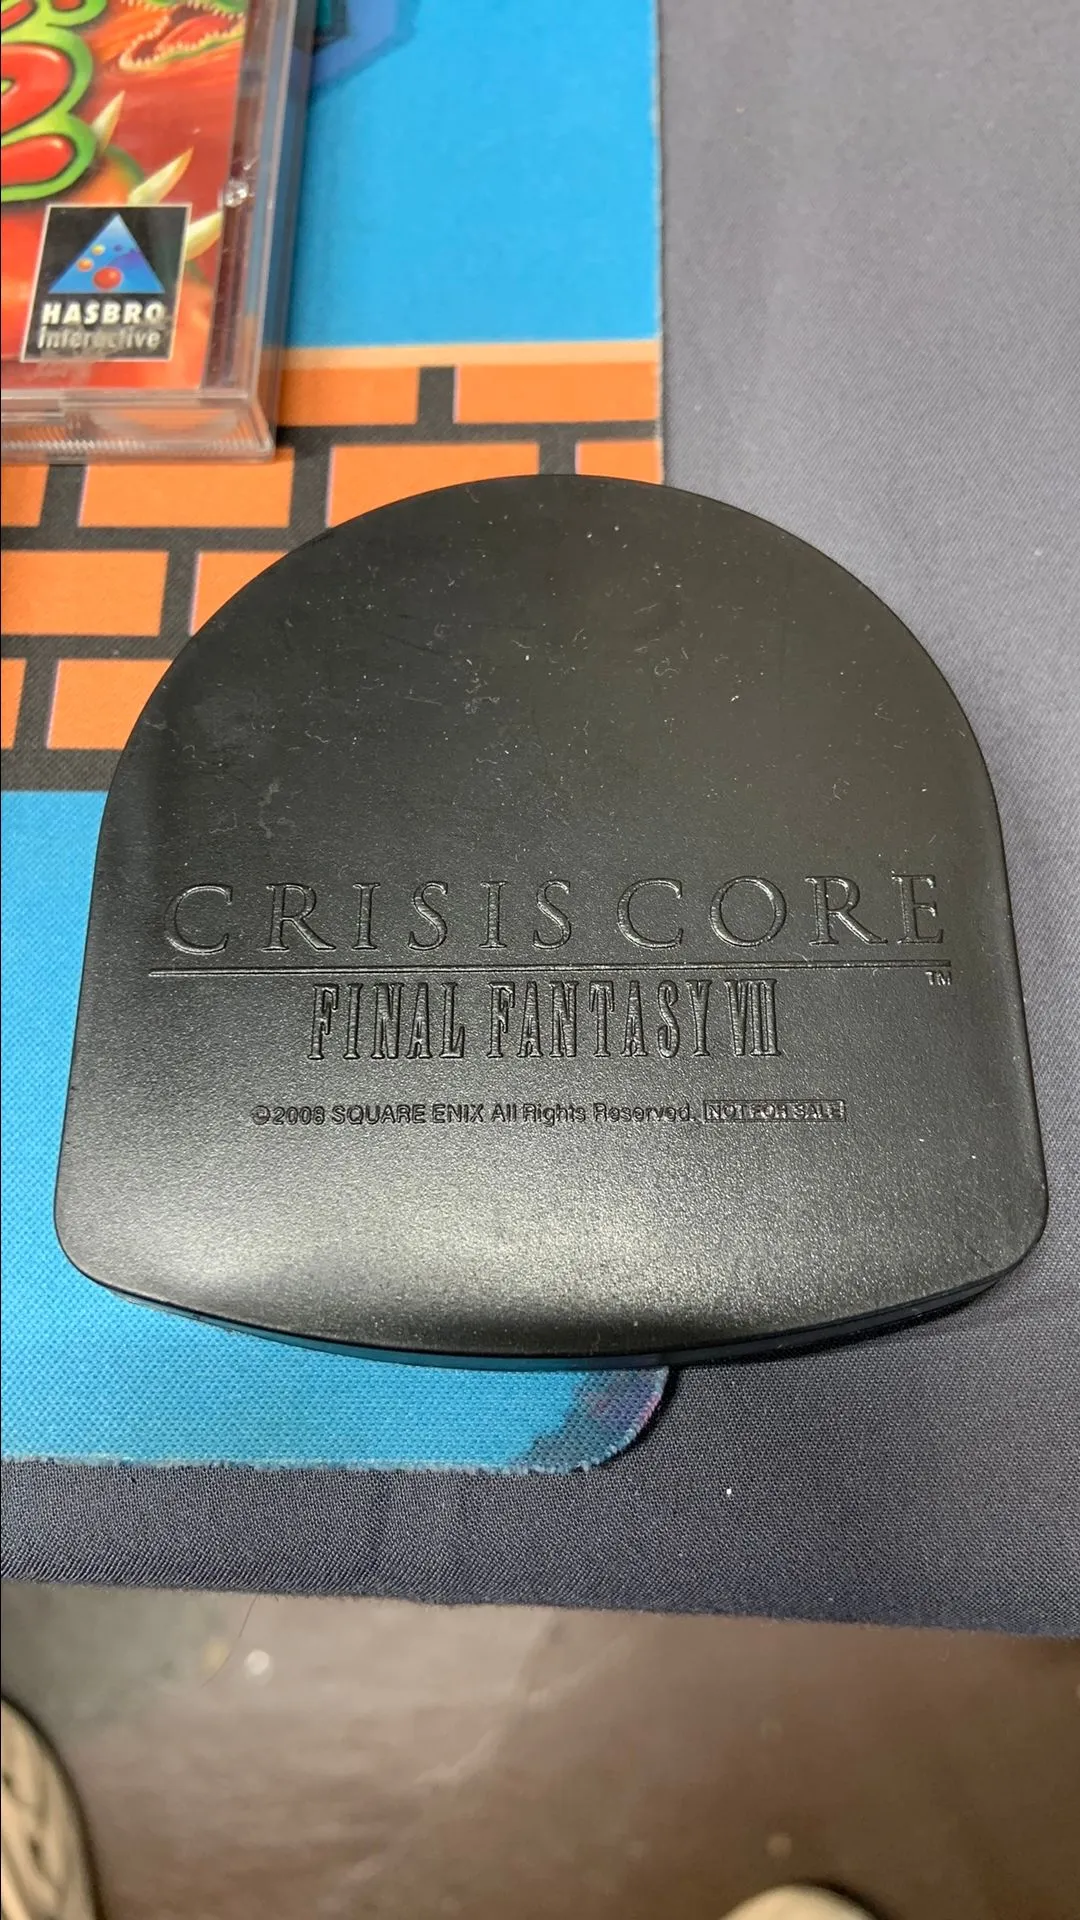 HASBRO
Interactive
CRISIS CORE
TM
FINAL FANTASY VII
©2008 SQUARE ENIX All Rights Reserved. NOT FOR SALE